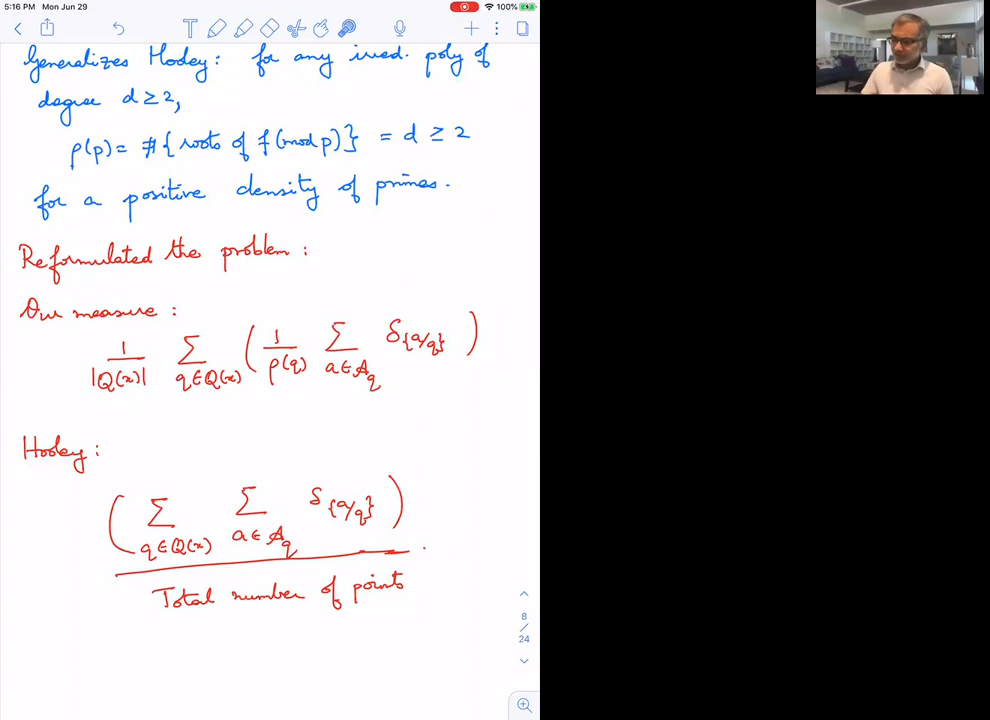 5:16 PM Mon Jun 29
100%
Generalizes Hooley: for any irred. poly of
degree d ≥ 2,
ρ(p) = #{roots of f(mod p)} = d ≥ 2
for a positive density of primes.
Reformulated the problem:
Our measure:
1/|Q(x)| Σ_{q∈Q(x)} ( 1/ρ(q) Σ_{a∈𝒜_q} δ_{{a/q}} )
Hooley:
( Σ_{q∈Q(x)} Σ_{a∈𝒜_q} δ_{{a/q}} )
Total number of points
8
/
24